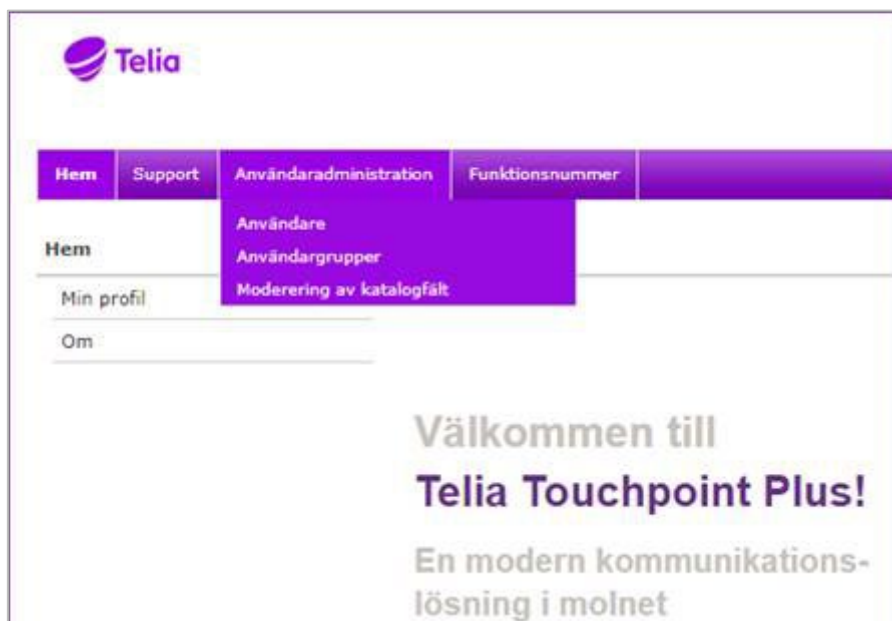 Telia
Hem Support Användaradministration Funktionsnummer
Användare
Hem
Användargrupper
Moderering av katalogfält
Min profil
Om
Välkommen till
Telia Touchpoint Plus!
En modern kommunikations-
lösning i molnet